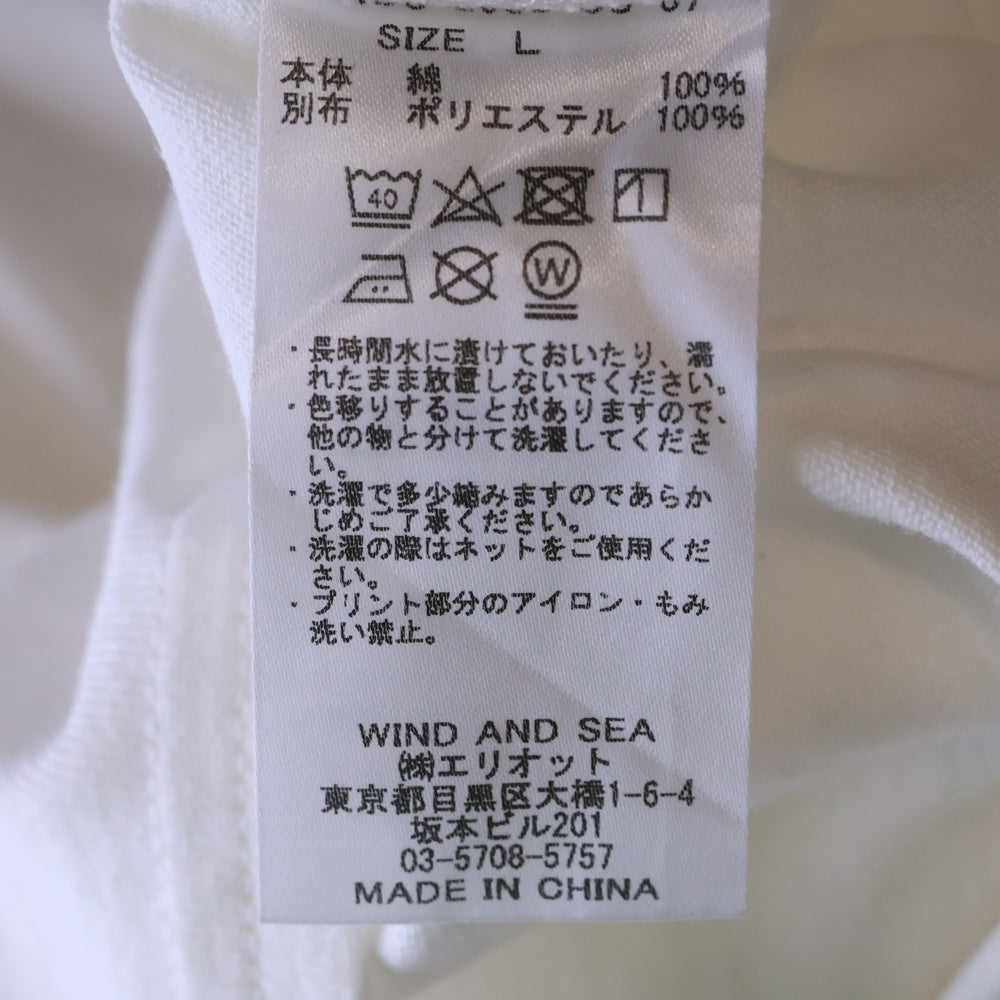 SIZE L
本体 綿 100%
別布 ポリエステル 100%
40
W
・長時間水に漬けておいたり、濡
れたまま放置しないでください。
・色移りすることがありますので、
他の物と分けて洗濯してくださ
い。
・洗濯で多少縮みますのであらか
じめご了承ください。
・洗濯の際はネットをご使用くだ
さい。
・プリント部分のアイロン・もみ
洗い禁止。
WIND AND SEA
㈱エリオット
東京都目黒区大橋1-6-4
坂本ビル201
03-5708-5757
MADE IN CHINA